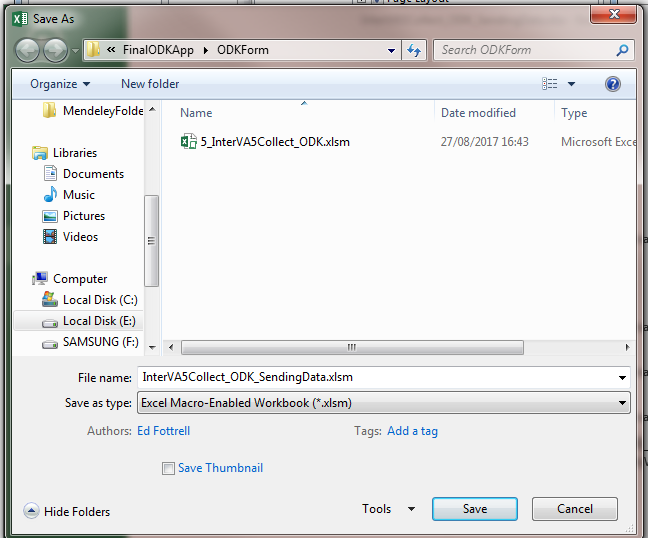 Save As
« FinalODKApp ODKForm Search ODKForm
Organize New folder
MendeleyFolde
Libraries
Documents
Music
Pictures
Videos
Computer
Local Disk (C:)
Local Disk (E:)
SAMSUNG (F:)
Name Date modified Type
5_InterVA5Collect_ODK.xlsm 27/08/2017 16:43 Microsoft Exce
File name: InterVA5Collect_ODK_SendingData.xlsm
Save as type: Excel Macro-Enabled Workbook (*.xlsm)
Authors: Ed Fottrell Tags: Add a tag
Save Thumbnail
Hide Folders Tools Save Cancel